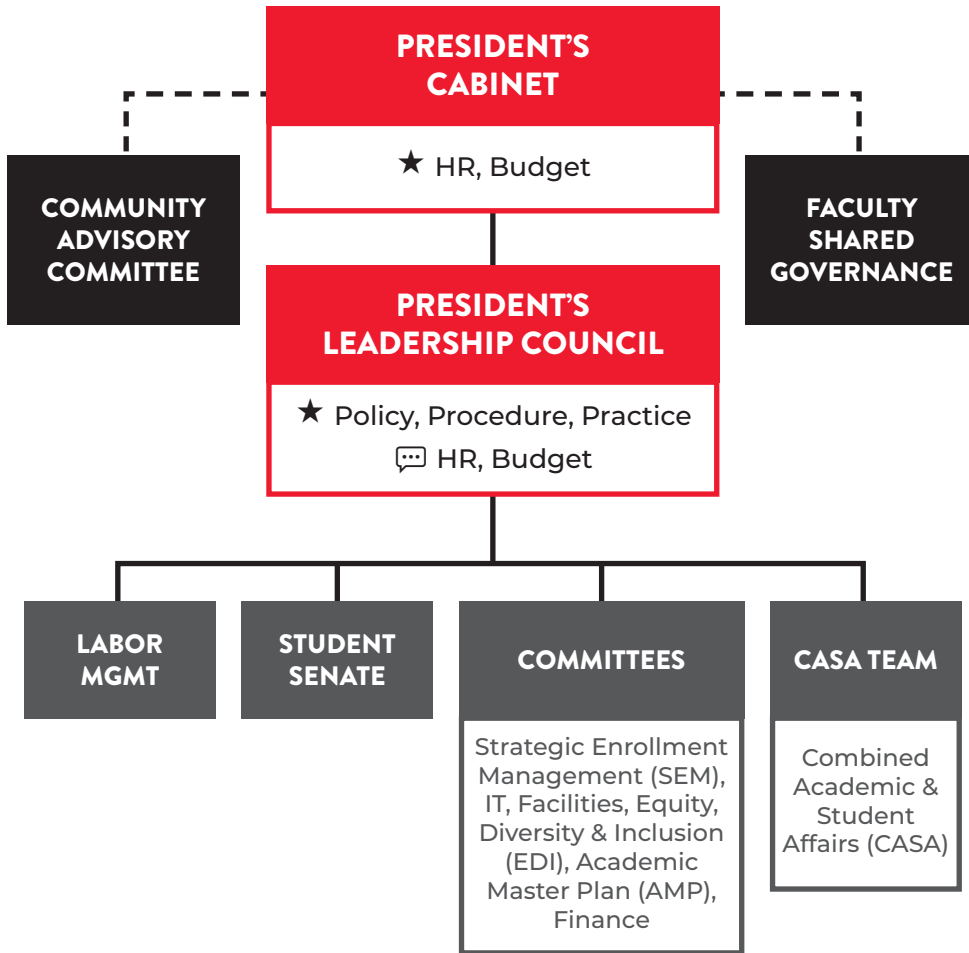 PRESIDENT’S
CABINET
★ HR, Budget
COMMUNITY
ADVISORY
COMMITTEE
FACULTY
SHARED
GOVERNANCE
PRESIDENT’S
LEADERSHIP COUNCIL
★ Policy, Procedure, Practice
HR, Budget
LABOR
MGMT
STUDENT
SENATE
COMMITTEES
Strategic Enrollment
Management (SEM),
IT, Facilities, Equity,
Diversity & Inclusion
(EDI), Academic
Master Plan (AMP),
Finance
CASA TEAM
Combined
Academic &
Student
Affairs (CASA)